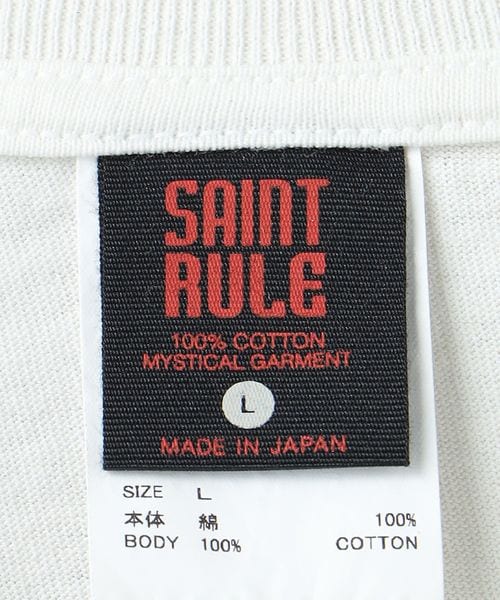 SAINT
RULE
100% COTTON
MYSTICAL GARMENT
L
MADE IN JAPAN
SIZE L
本体 綿 100%
BODY 100% COTTON